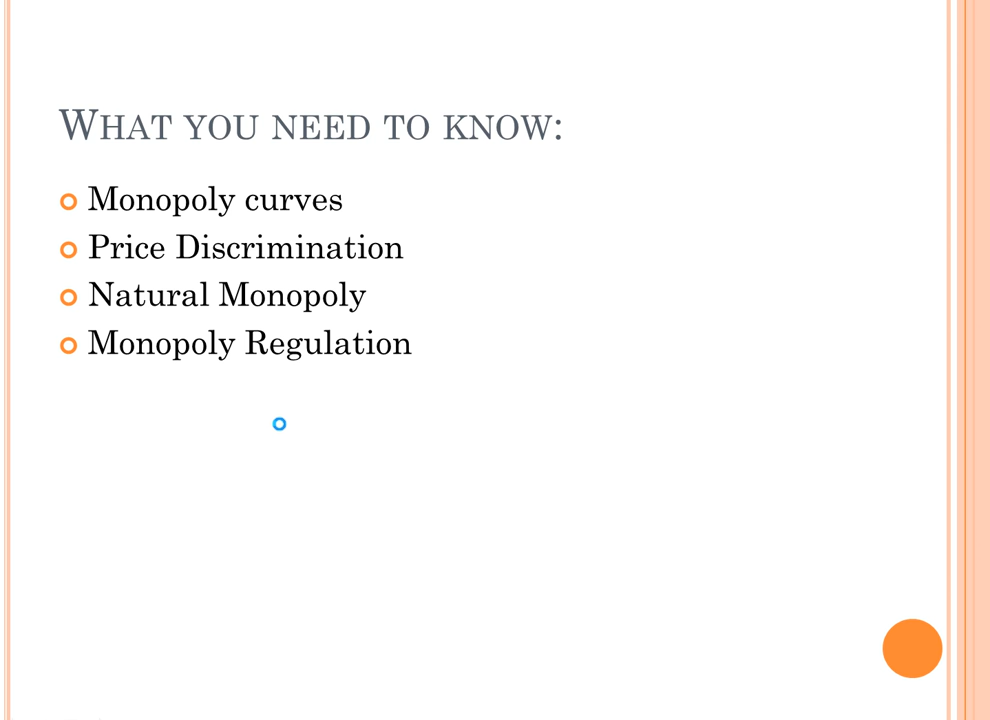 WHAT YOU NEED TO KNOW:
Monopoly curves
Price Discrimination
Natural Monopoly
Monopoly Regulation